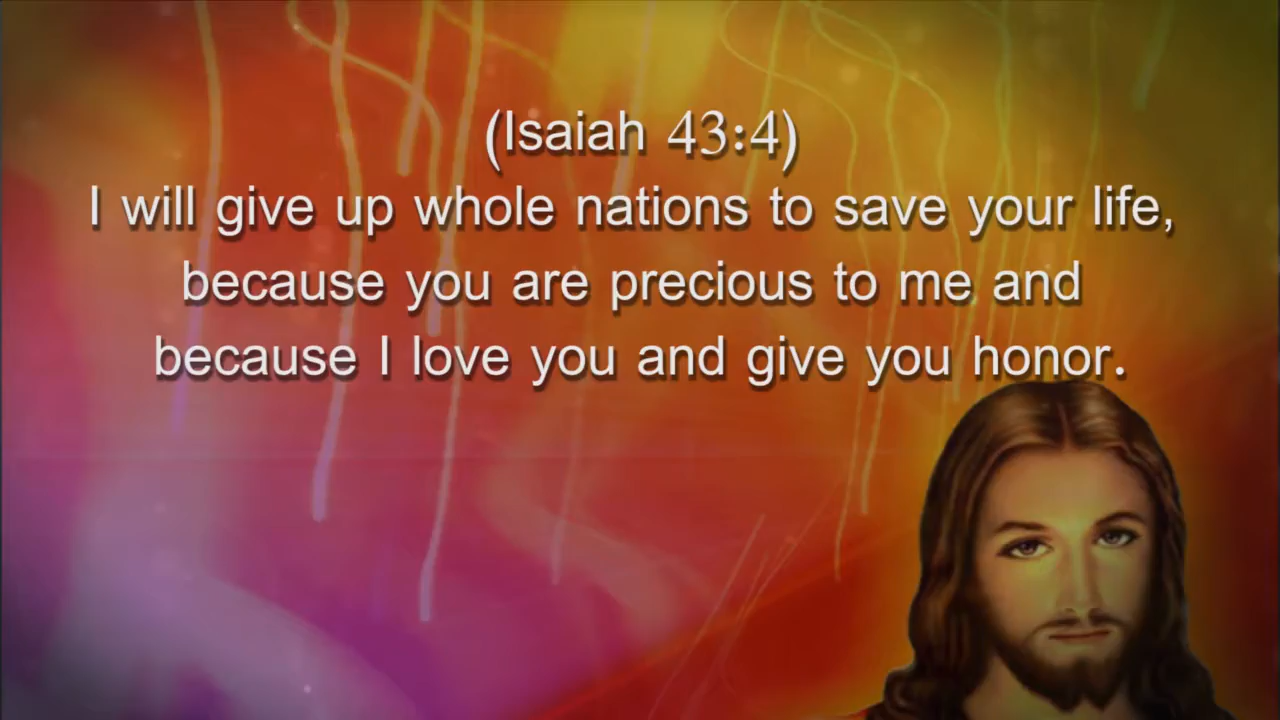 (Isaiah 43:4)
I will give up whole nations to save your life,
because you are precious to me and
because I love you and give you honor.